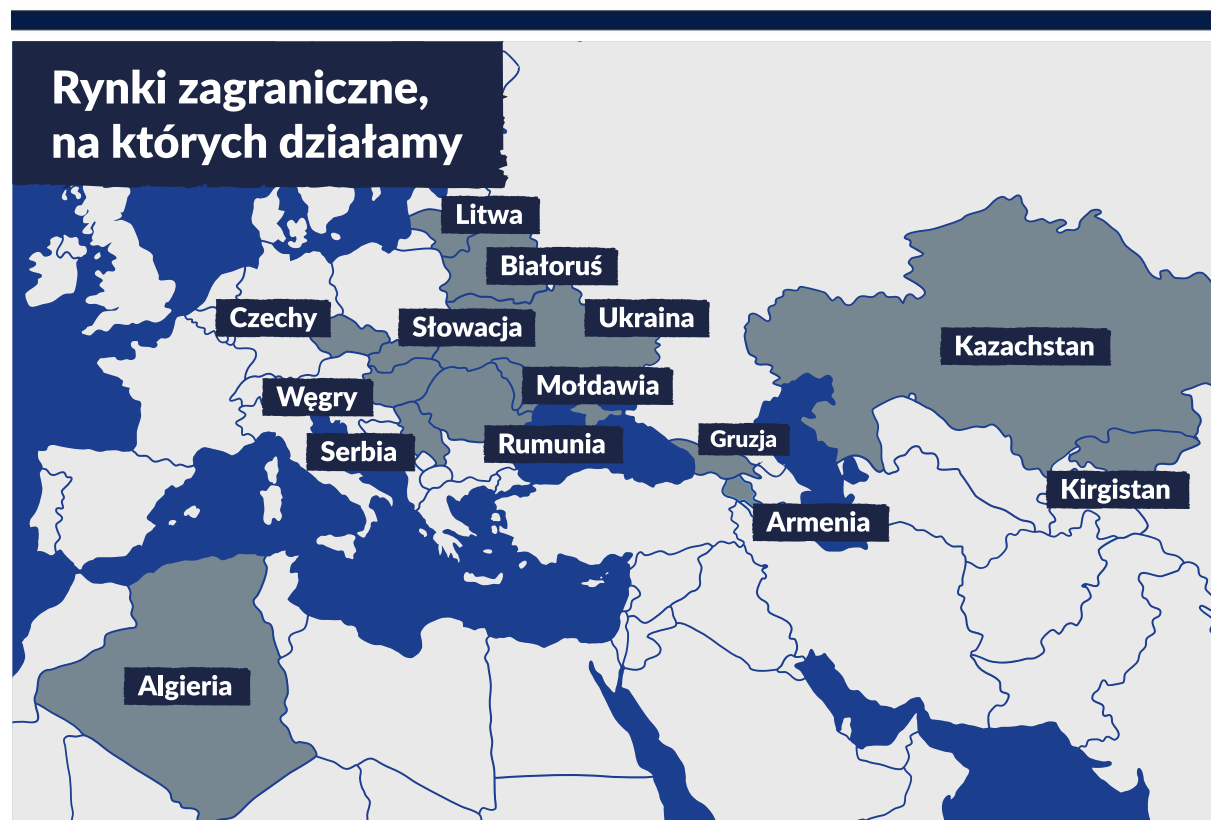 Rynki zagraniczne,
na których działamy
Litwa
Białoruś
Czechy
Słowacja
Ukraina
Kazachstan
Węgry
Mołdawia
Serbia
Rumunia
Gruzja
Kirgistan
Armenia
Algieria